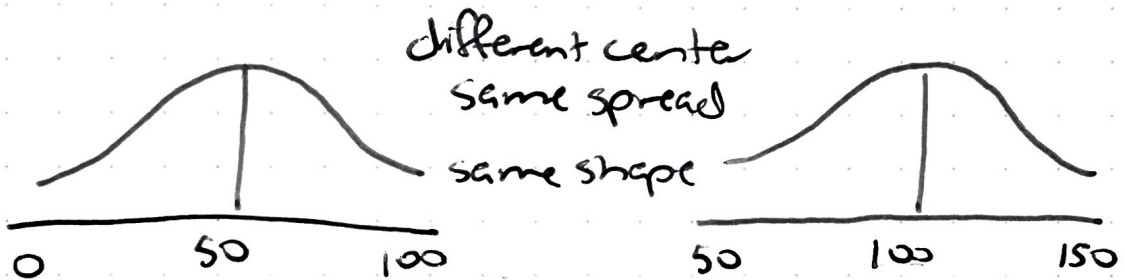 different center
same spread
same shape
0 50 100
50 100 150